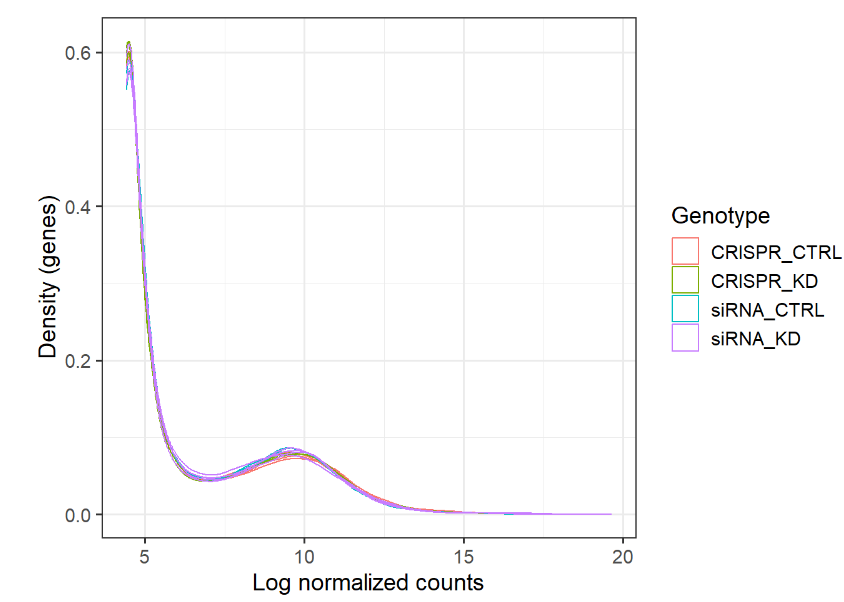 0.6
0.4
0.2
0.0
Density (genes)
5
10
15
20
Log normalized counts
Genotype
CRISPR_CTRL
CRISPR_KD
siRNA_CTRL
siRNA_KD